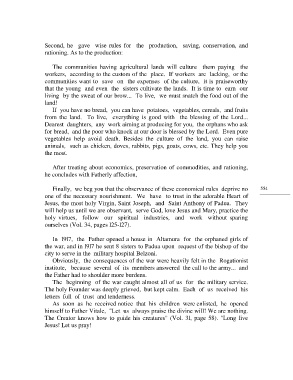 Second, he gave wise rules for the production, saving, conservation, and
rationing. As to the production:
The communities having agricultural lands will culture them paying the
workers, according to the custom of the place. If workers are lacking, or the
communities want to save on the expenses of the culture, it is praiseworthy
that the young and even the sisters cultivate the lands. It is time to earn our
living by the sweat of our brow... To live, we must snatch the food out of the
land!
If you have no bread, you can have potatoes, vegetables, cereals, and fruits
from the land. To live, everything is good with the blessing of the Lord...
Dearest daughters, any work aiming at producing for you, the orphans who ask
for bread, and the poor who knock at our door is blessed by the Lord. Even pure
vegetables help avoid death. Besides the culture of the land, you can raise
animals, such as chicken, doves, rabbits, pigs, goats, cows, etc. They help you
the most.
After treating about economics, preservation of commodities, and rationing,
he concludes with Fatherly affection,
Finally, we beg you that the observance of these economical rules deprive no
one of the necessary nourishment. We have to trust in the adorable Heart of
Jesus, the most holy Virgin, Saint Joseph, and Saint Anthony of Padua. They
will help us until we are observant, serve God, love Jesus and Mary, practice the
holy virtues, follow our spiritual industries, and work without sparing
ourselves (Vol. 34, pages 125-127).
551
In 1917, the Father opened a house in Altamura for the orphaned girls of
the war, and in 1917 he sent 8 sisters to Padua upon request of the bishop of the
city to serve in the military hospital Belzoni.
Obviously, the consequences of the war were heavily felt in the Rogationist
institute, because several of its members answered the call to the army... and
the Father had to shoulder more burdens.
The beginning of the war caught almost all of us for the military service.
The holy Founder was deeply grieved, but kept calm. Each of us received his
letters full of trust and tenderness.
As soon as he received notice that his children were enlisted, he opened
himself to Father Vitale, "Let us always praise the divine will! We are nothing.
The Creator knows how to guide his creatures" (Vol. 31, page 58). "Long live
Jesus! Let us pray!